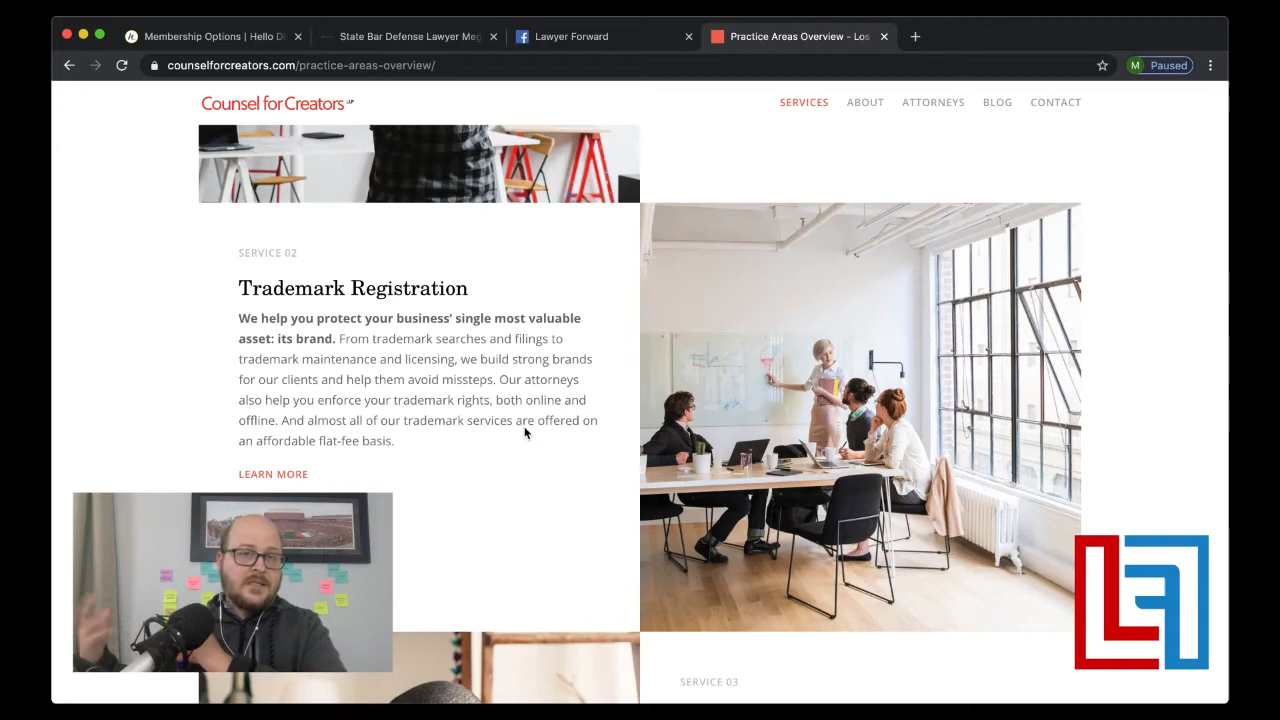 Membership Options | Hello Di
State Bar Defense Lawyer Meg
Lawyer Forward
Practice Areas Overview - Los
counselforcreators.com/practice-areas-overview/
M Paused
Counsel for Creators LLP
SERVICES
ABOUT
ATTORNEYS
BLOG
CONTACT
SERVICE 02
Trademark Registration
We help you protect your business’ single most valuable
asset: its brand. From trademark searches and filings to
trademark maintenance and licensing, we build strong brands
for our clients and help them avoid missteps. Our attorneys
also help you enforce your trademark rights, both online and
offline. And almost all of our trademark services are offered on
an affordable flat-fee basis.
LEARN MORE
LF
SERVICE 03